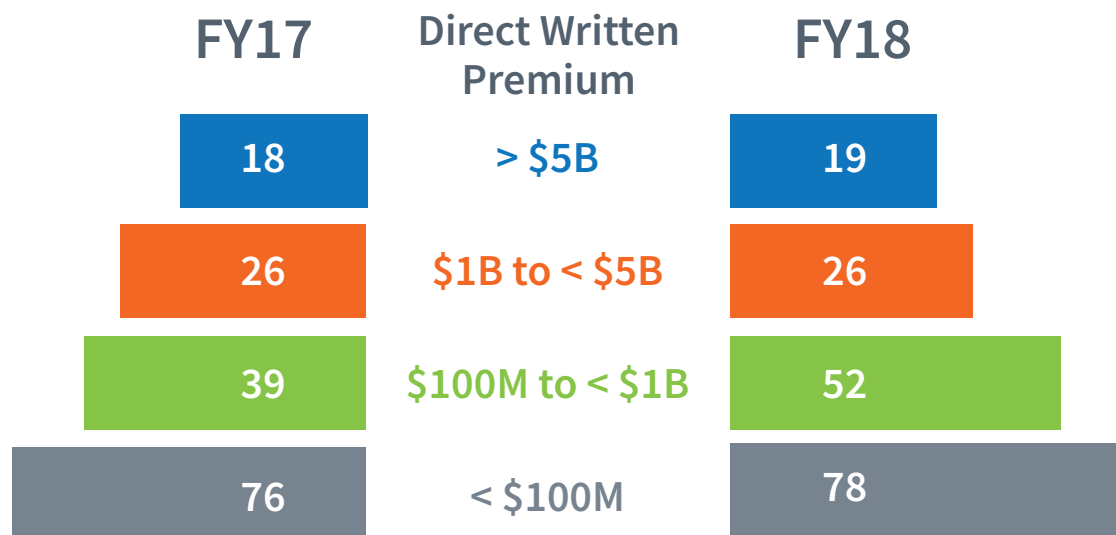 FY17
Direct Written
Premium
FY18
18
> $5B
19
26
$1B to < $5B
26
39
$100M to < $1B
52
76
< $100M
78